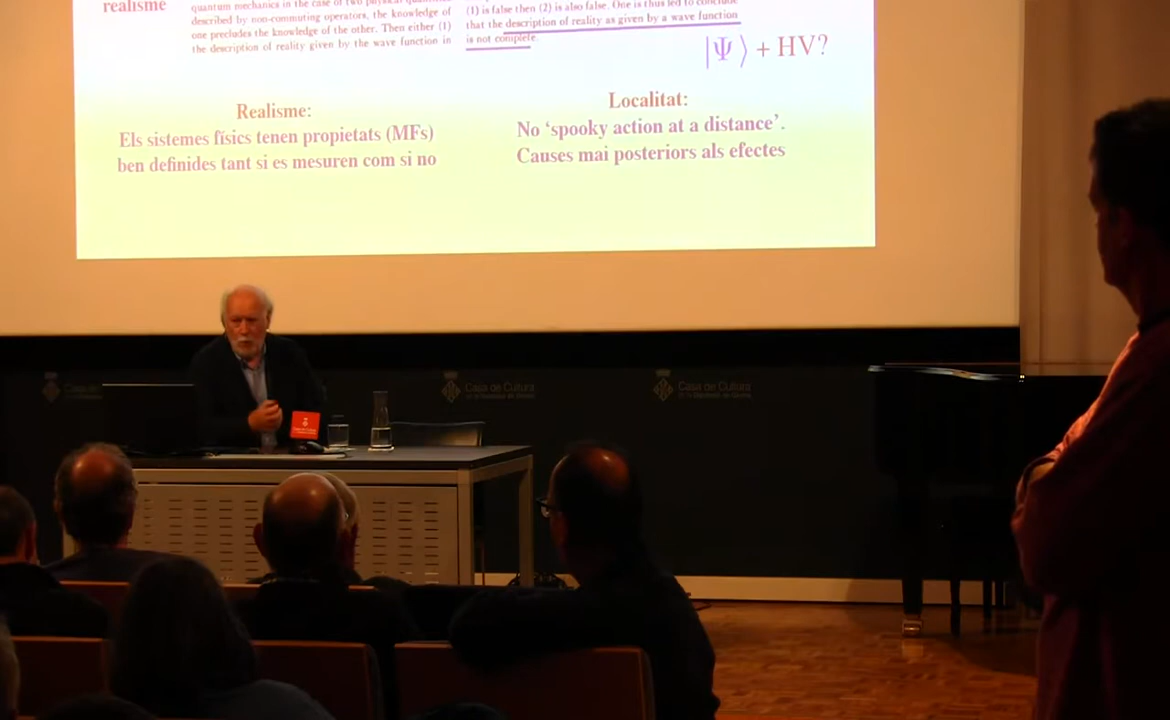 realisme
quantum mechanics in the case of two physical quantities
described by non-commuting operators, the knowledge of
one precludes the knowledge of the other. Then either (1)
the description of reality given by the wave function in
(1) is false then (2) is also false. One is thus led to conclude
that the description of reality as given by a wave function
is not complete.
|Ψ⟩ + HV?
Realisme:
Els sistemes físics tenen propietats (MFs)
ben definides tant si es mesuren com si no
Localitat:
No ‘spooky action at a distance’.
Causes mai posteriors als efectes
Casa de Cultura
Casa de Cultura
Casa de Cultura